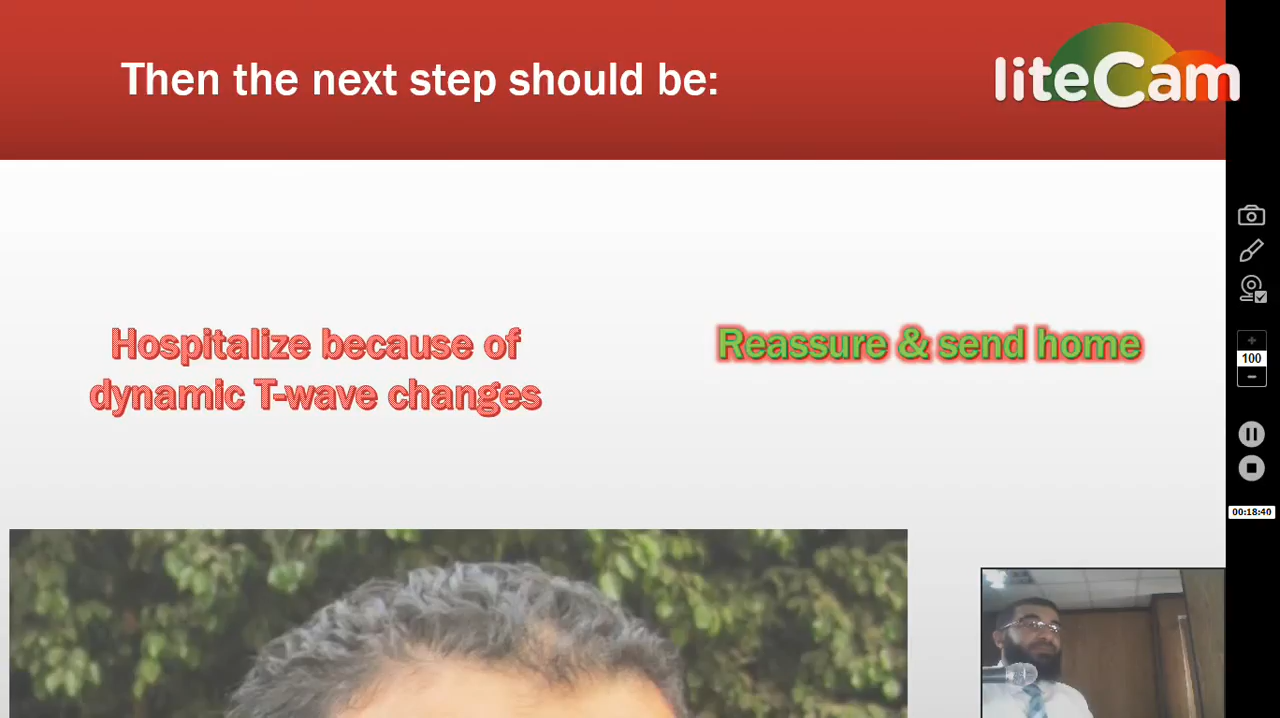 Then the next step should be:
liteCam
Hospitalize because of
dynamic T-wave changes
Reassure & send home
100
00:18:40